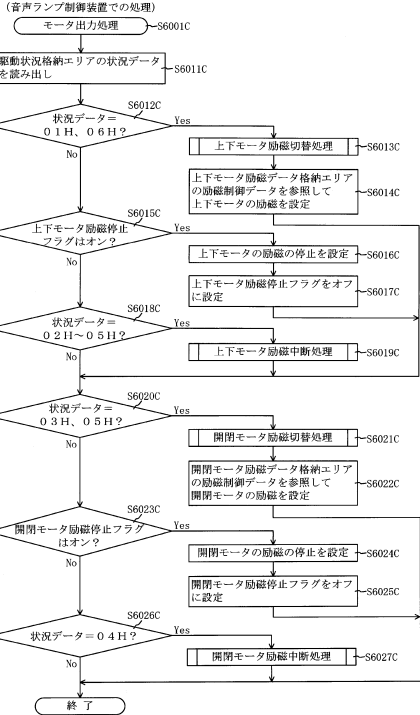 (音声ランプ制御装置での処理)
モータ出力処理
S6001C
駆動状況格納エリアの状況データ
を読み出し
S6011C
S6012C
状況データ=
01H、06H?
Yes
No
上下モータ励磁切替処理
S6013C
上下モータ励磁データ格納エリア
の励磁制御データを参照して
上下モータの励磁を設定
S6014C
S6015C
上下モータ励磁停止
フラグはオン?
Yes
No
上下モータの励磁の停止を設定
S6016C
上下モータ励磁停止フラグをオフ
に設定
S6017C
S6018C
状況データ=
02H~05H?
Yes
No
上下モータ励磁中断処理
S6019C
S6020C
状況データ=
03H、05H?
Yes
No
開閉モータ励磁切替処理
S6021C
開閉モータ励磁データ格納エリア
の励磁制御データを参照して
開閉モータの励磁を設定
S6022C
S6023C
開閉モータ励磁停止フラグ
はオン?
Yes
No
開閉モータの励磁の停止を設定
S6024C
開閉モータ励磁停止フラグをオフ
に設定
S6025C
S6026C
状況データ=04H?
Yes
No
開閉モータ励磁中断処理
S6027C
終了